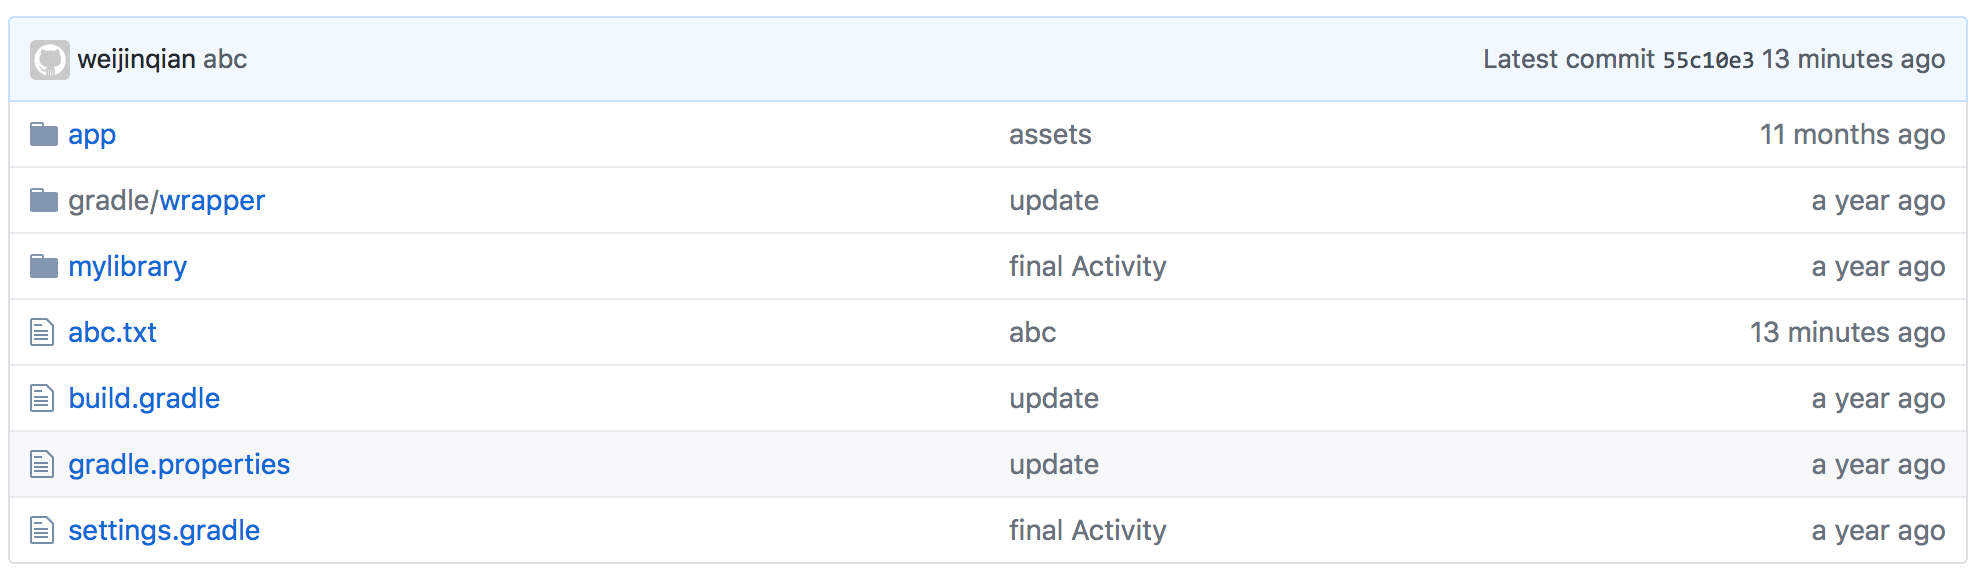 weijinqian abc Latest commit 55c10e3 13 minutes ago
app assets 11 months ago
gradle/wrapper update a year ago
mylibrary final Activity a year ago
abc.txt abc 13 minutes ago
build.gradle update a year ago
gradle.properties update a year ago
settings.gradle final Activity a year ago